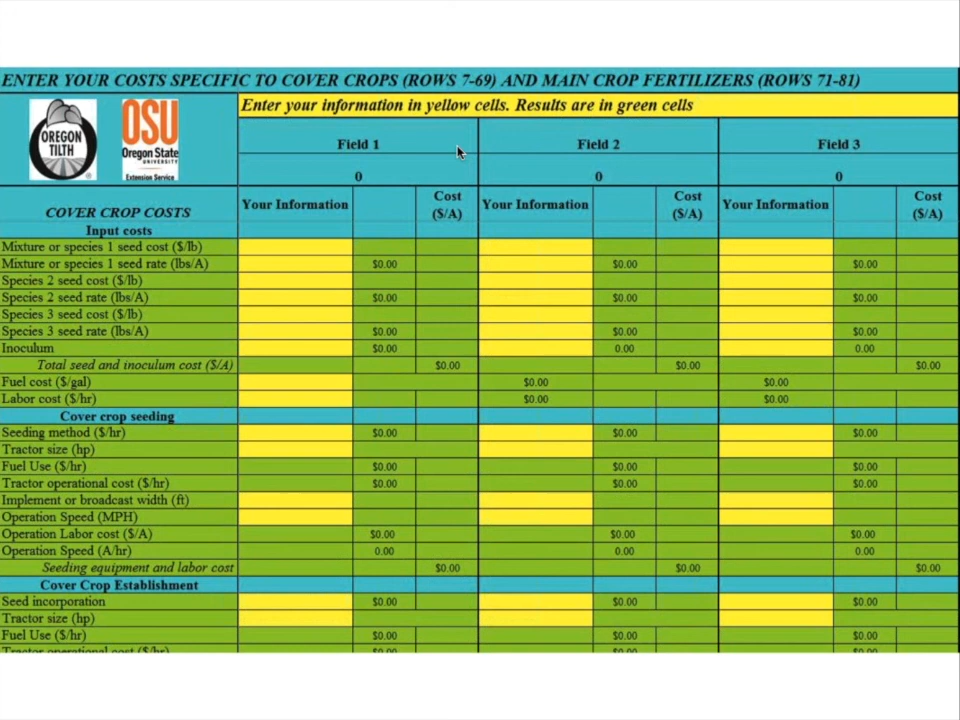 ENTER YOUR COSTS SPECIFIC TO COVER CROPS (ROWS 7-69) AND MAIN CROP FERTILIZERS (ROWS 71-81)
Enter your information in yellow cells. Results are in green cells
OREGON TILTH
OSU
Oregon State
UNIVERSITY
Extension Service
Field 1 Field 2 Field 3
0 0 0
COVER CROP COSTS Your Information Cost ($/A) Your Information Cost ($/A) Your Information Cost ($/A)
Input costs
Mixture or species 1 seed cost ($/lb)
Mixture or species 1 seed rate (lbs/A) $0.00 $0.00 $0.00
Species 2 seed cost ($/lb)
Species 2 seed rate (lbs/A) $0.00 $0.00 $0.00
Species 3 seed cost ($/lb)
Species 3 seed rate (lbs/A) $0.00 $0.00 $0.00
Inoculum $0.00 0.00 0.00
Total seed and inoculum cost ($/A) $0.00 $0.00 $0.00
Fuel cost ($/gal) $0.00 $0.00
Labor cost ($/hr) $0.00 $0.00
Cover crop seeding
Seeding method ($/hr) $0.00 $0.00 $0.00
Tractor size (hp)
Fuel Use ($/hr) $0.00 $0.00 $0.00
Tractor operational cost ($/hr) $0.00 $0.00 $0.00
Implement or broadcast width (ft)
Operation Speed (MPH)
Operation Labor cost ($/A) $0.00 $0.00 $0.00
Operation Speed (A/hr) 0.00 0.00 0.00
Seeding equipment and labor cost $0.00 $0.00 $0.00
Cover Crop Establishment
Seed incorporation $0.00 $0.00 $0.00
Tractor size (hp)
Fuel Use ($/hr) $0.00 $0.00 $0.00
Tractor operational cost ($/hr) $0.00 $0.00 $0.00